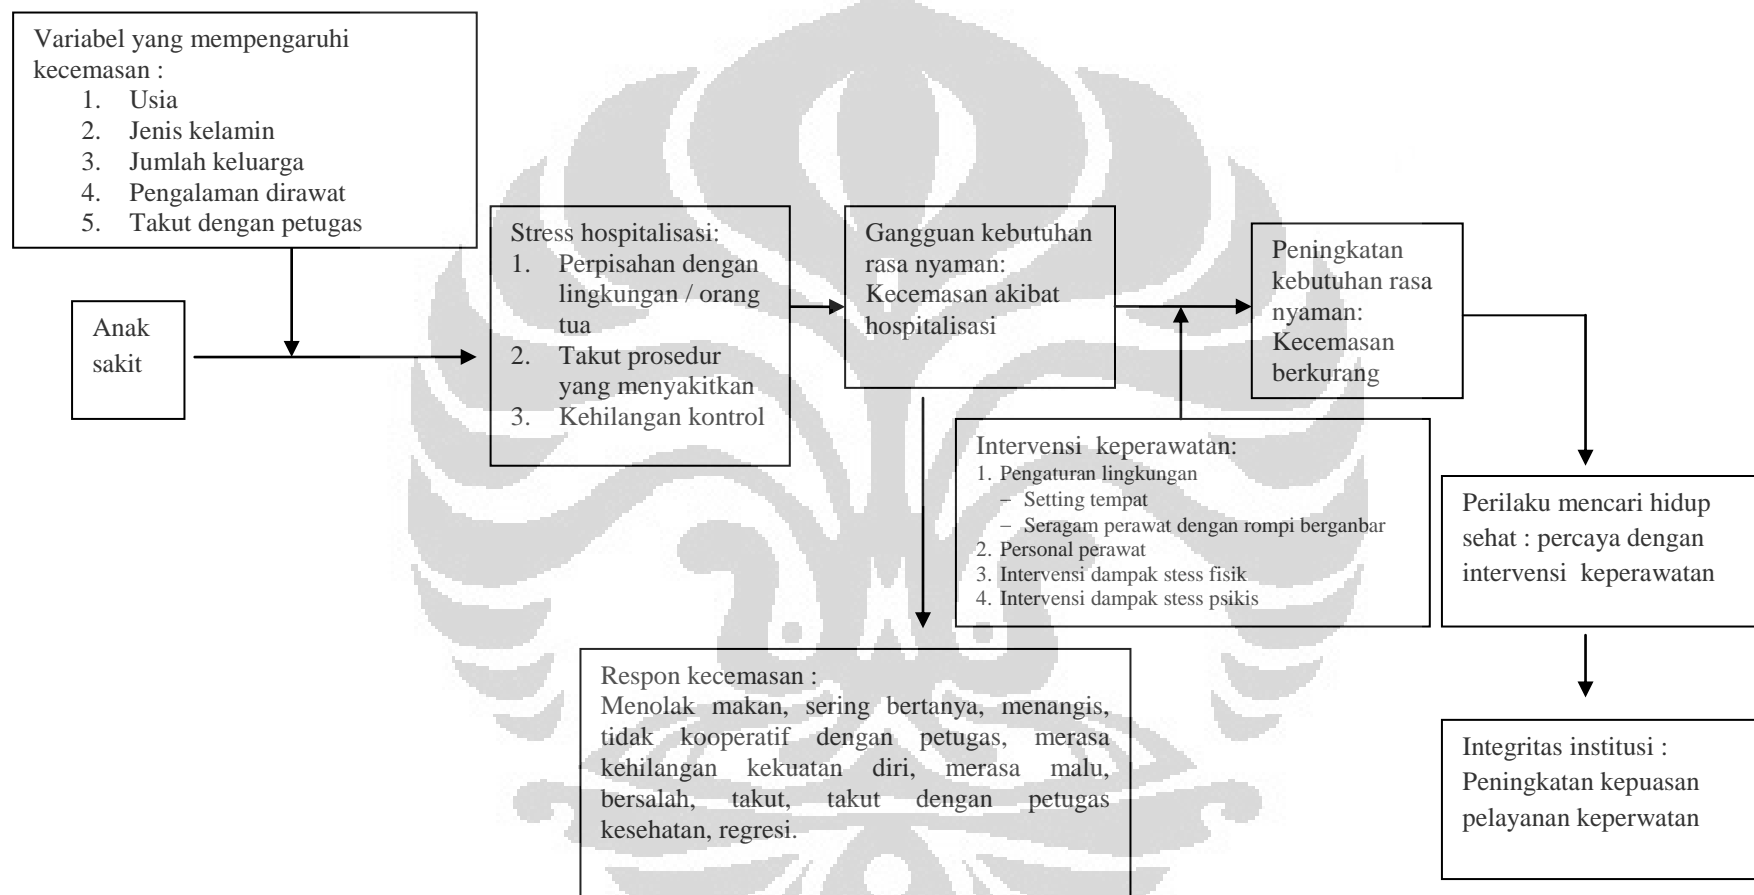 Variabel yang mempengaruhi
kecemasan :
1. Usia
2. Jenis kelamin
3. Jumlah keluarga
4. Pengalaman dirawat
5. Takut dengan petugas
Anak
sakit
Stress hospitalisasi:
1. Perpisahan dengan
lingkungan / orang
tua
2. Takut prosedur
yang menyakitkan
3. Kehilangan kontrol
Gangguan kebutuhan
rasa nyaman:
Kecemasan akibat
hospitalisasi
Peningkatan
kebutuhan rasa
nyaman:
Kecemasan
berkurang
Intervensi keperawatan:
1. Pengaturan lingkungan
– Setting tempat
– Seragam perawat dengan rompi berganbar
2. Personal perawat
3. Intervensi dampak stess fisik
4. Intervensi dampak stess psikis
Perilaku mencari hidup
sehat : percaya dengan
intervensi keperawatan
Respon kecemasan :
Menolak makan, sering bertanya, menangis,
tidak kooperatif dengan petugas, merasa
kehilangan kekuatan diri, merasa malu,
bersalah, takut, takut dengan petugas
kesehatan, regresi.
Integritas institusi :
Peningkatan kepuasan
pelayanan keperwatan